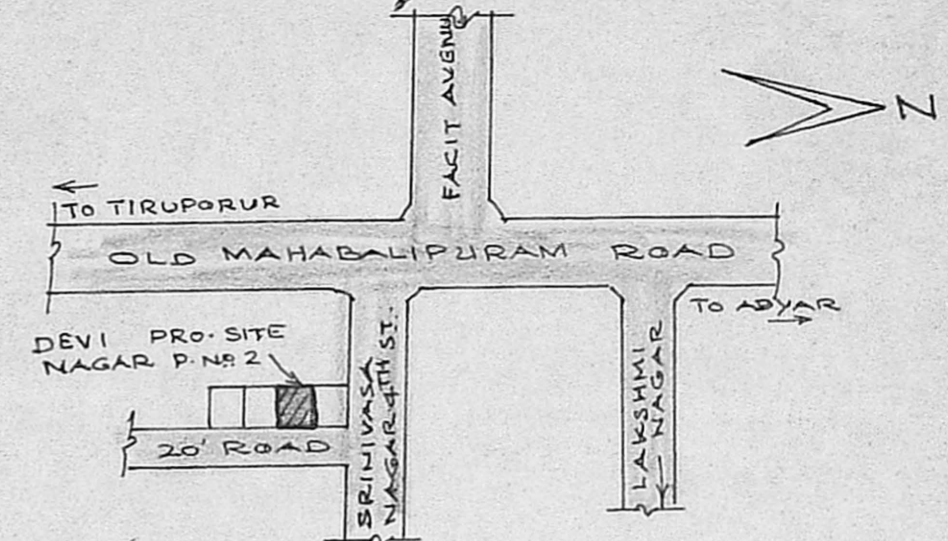 FACIT AVENU
N
TO TIRUPORUR
OLD MAHABALIPURAM ROAD
TO ADYAR
DEVI PRO. SITE
NAGAR P. NO 2
20' ROAD
SRINIVASA
NAGAR 4TH ST.
LAKSHMI
NAGAR